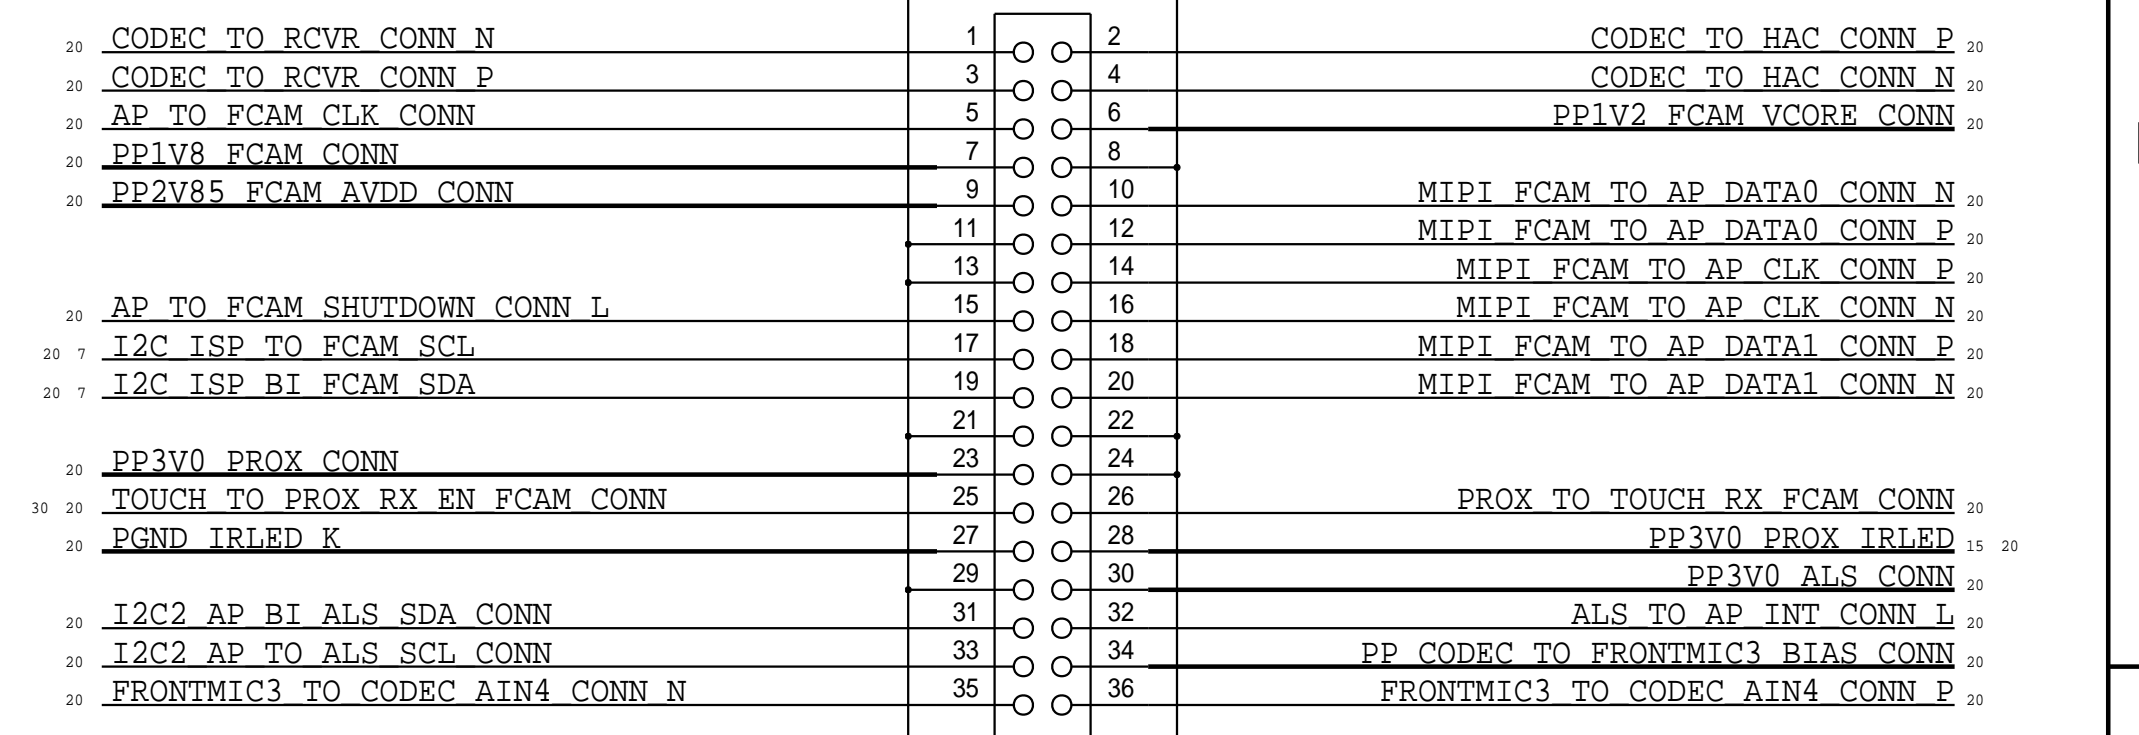 20 CODEC_TO_RCVR_CONN_N 1 2 CODEC_TO_HAC_CONN_P 20
20 CODEC_TO_RCVR_CONN_P 3 4 CODEC_TO_HAC_CONN_N 20
20 AP_TO_FCAM_CLK_CONN 5 6 PP1V2_FCAM_VCORE_CONN 20
20 PP1V8_FCAM_CONN 7 8
20 PP2V85_FCAM_AVDD_CONN 9 10 MIPI_FCAM_TO_AP_DATA0_CONN_N 20
11 12 MIPI_FCAM_TO_AP_DATA0_CONN_P 20
13 14 MIPI_FCAM_TO_AP_CLK_CONN_P 20
20 AP_TO_FCAM_SHUTDOWN_CONN_L 15 16 MIPI_FCAM_TO_AP_CLK_CONN_N 20
20 7 I2C_ISP_TO_FCAM_SCL 17 18 MIPI_FCAM_TO_AP_DATA1_CONN_P 20
20 7 I2C_ISP_BI_FCAM_SDA 19 20 MIPI_FCAM_TO_AP_DATA1_CONN_N 20
21 22
20 PP3V0_PROX_CONN 23 24
30 20 TOUCH_TO_PROX_RX_EN_FCAM_CONN 25 26 PROX_TO_TOUCH_RX_FCAM_CONN 20
20 PGND_IRLED_K 27 28 PP3V0_PROX_IRLED 15 20
29 30 PP3V0_ALS_CONN 20
20 I2C2_AP_BI_ALS_SDA_CONN 31 32 ALS_TO_AP_INT_CONN_L 20
20 I2C2_AP_TO_ALS_SCL_CONN 33 34 PP_CODEC_TO_FRONTMIC3_BIAS_CONN 20
20 FRONTMIC3_TO_CODEC_AIN4_CONN_N 35 36 FRONTMIC3_TO_CODEC_AIN4_CONN_P 20